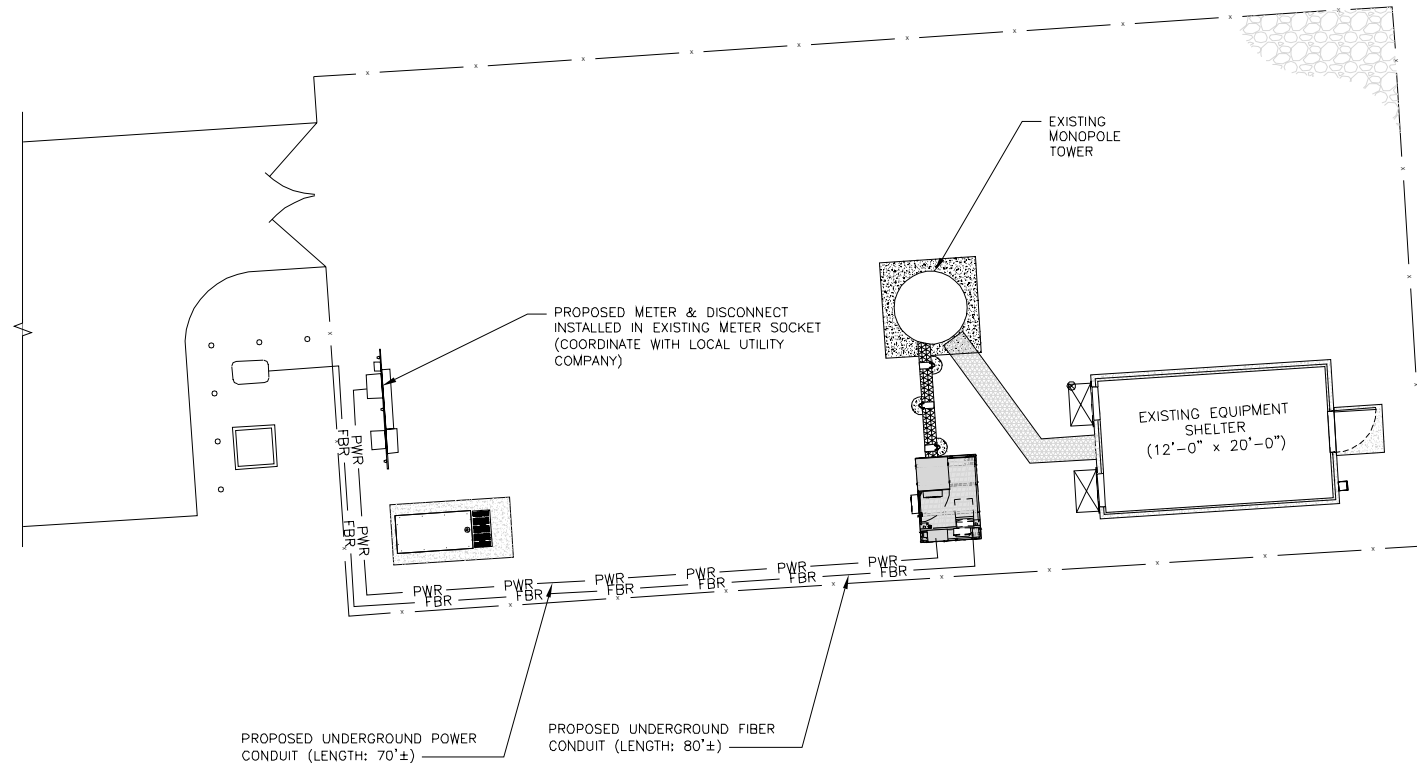 EXISTING
MONOPOLE
TOWER
PROPOSED METER & DISCONNECT
INSTALLED IN EXISTING METER SOCKET
(COORDINATE WITH LOCAL UTILITY
COMPANY)
EXISTING EQUIPMENT
SHELTER
(12'-0" x 20'-0")
PWR
FBR
PWR
FBR
PWR
PWR
PWR
PWR
PWR
PWR
FBR
FBR
FBR
FBR
FBR
FBR
PROPOSED UNDERGROUND POWER
CONDUIT (LENGTH: 70'±)
PROPOSED UNDERGROUND FIBER
CONDUIT (LENGTH: 80'±)